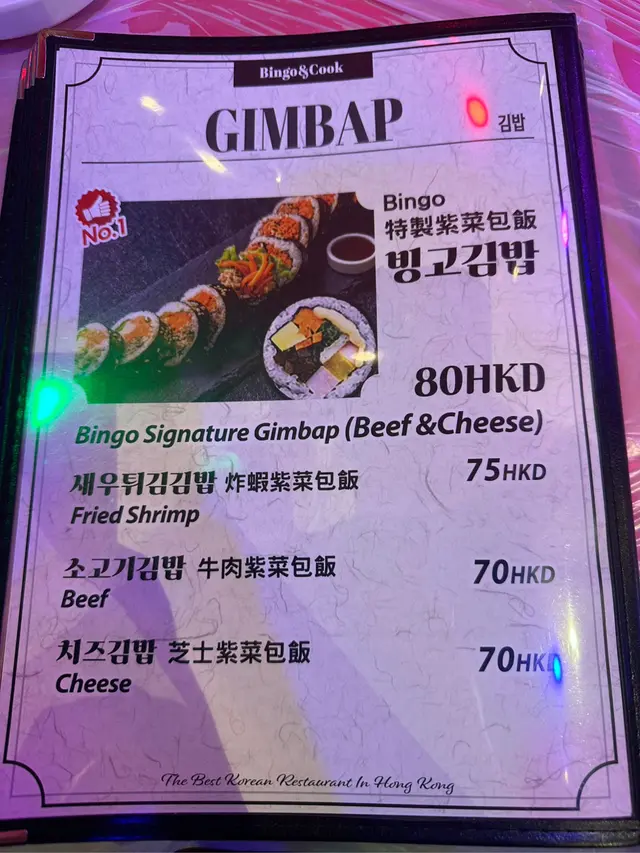 Bingo&Cook
GIMBAP 김밥
No.1
Bingo
特製紫菜包飯
빙고김밥
80HKD
Bingo Signature Gimbap (Beef &Cheese)
새우튀김김밥 炸蝦紫菜包飯 75HKD
Fried Shrimp
소고기김밥 牛肉紫菜包飯 70HKD
Beef
치즈김밥 芝士紫菜包飯 70HKD
Cheese
The Best Korean Restaurant In Hong Kong